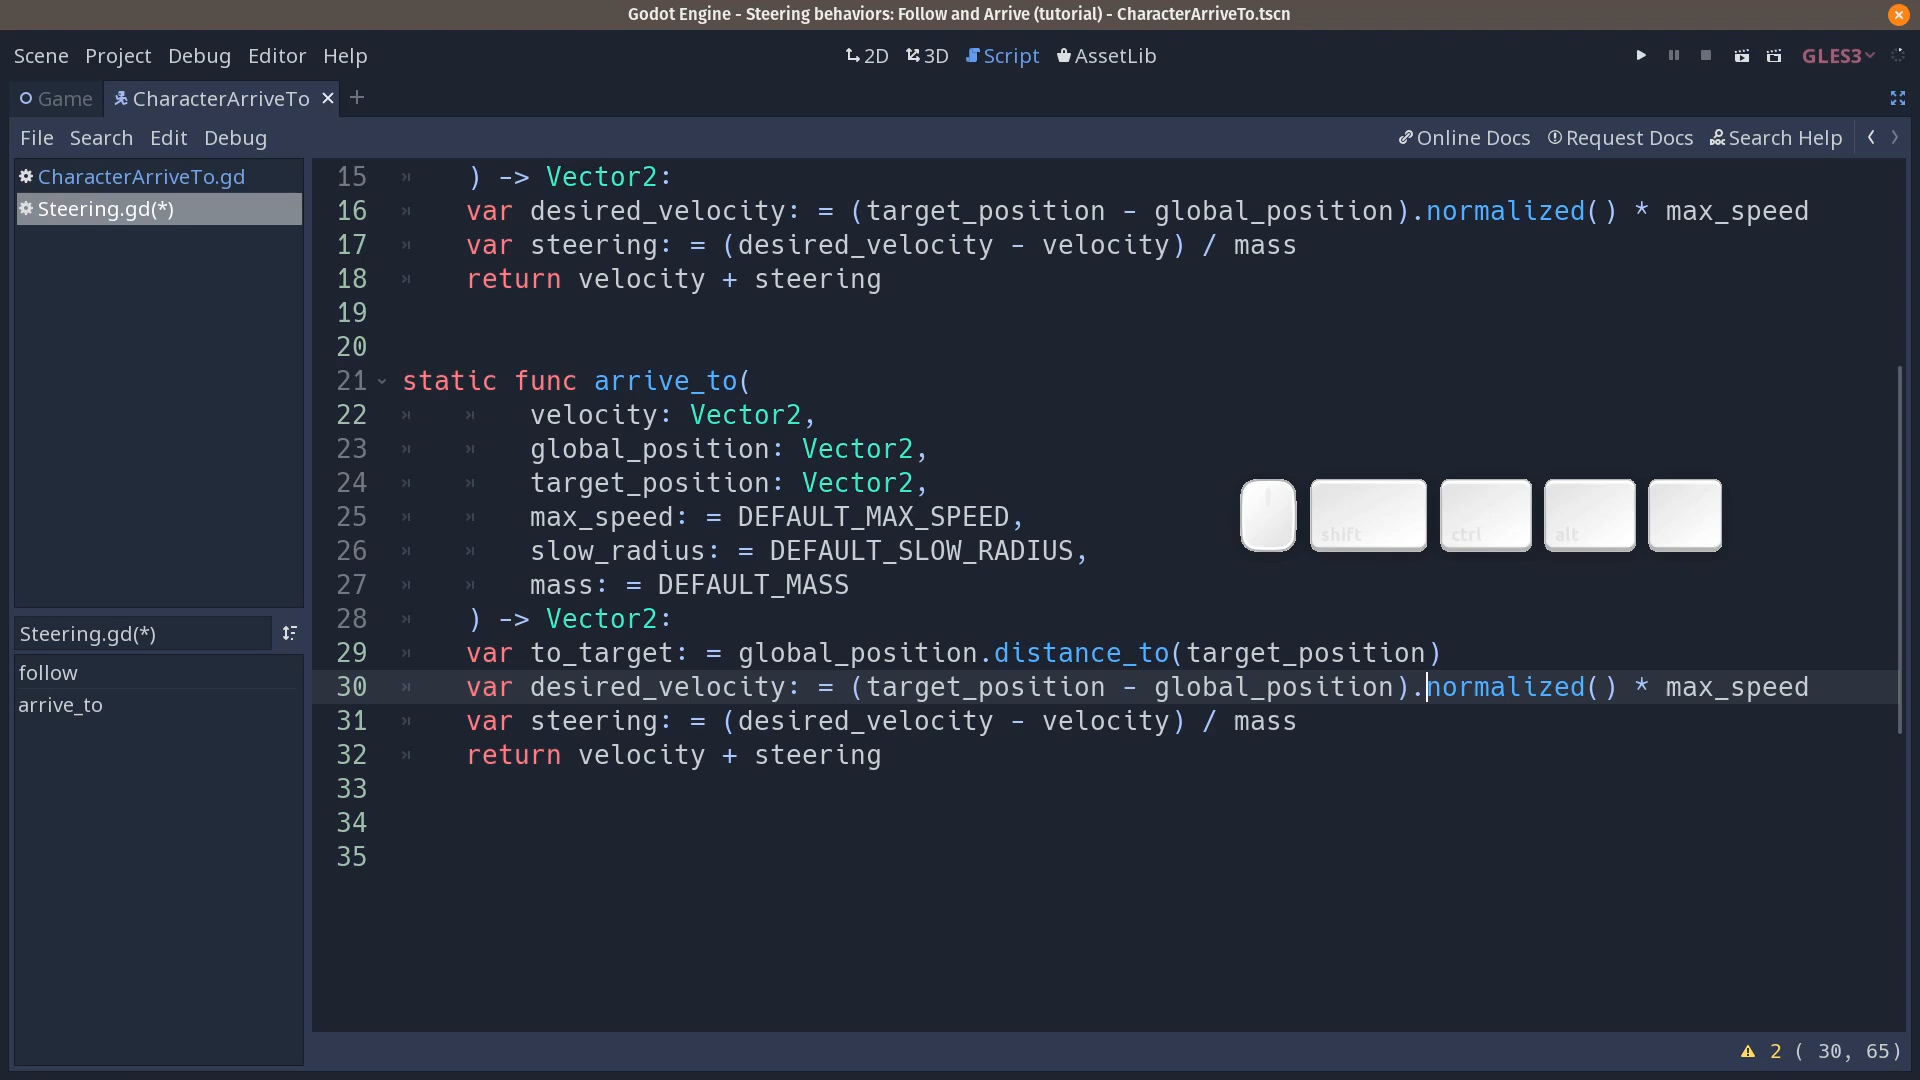 Godot Engine - Steering behaviors: Follow and Arrive (tutorial) - CharacterArriveTo.tscn
Scene Project Debug Editor Help 2D 3D Script AssetLib GLES3
Game CharacterArriveTo
File Search Edit Debug Online Docs Request Docs Search Help
CharacterArriveTo.gd
Steering.gd(*)
Steering.gd(*)
follow
arrive_to
15 ) -> Vector2:
16 var desired_velocity: = (target_position - global_position).normalized() * max_speed
17 var steering: = (desired_velocity - velocity) / mass
18 return velocity + steering
19
20
21 static func arrive_to(
22 velocity: Vector2,
23 global_position: Vector2,
24 target_position: Vector2,
25 max_speed: = DEFAULT_MAX_SPEED,
26 slow_radius: = DEFAULT_SLOW_RADIUS,
27 mass: = DEFAULT_MASS
28 ) -> Vector2:
29 var to_target: = global_position.distance_to(target_position)
30 var desired_velocity: = (target_position - global_position).normalized() * max_speed
31 var steering: = (desired_velocity - velocity) / mass
32 return velocity + steering
33
34
35
shift ctrl alt
2 ( 30, 65)